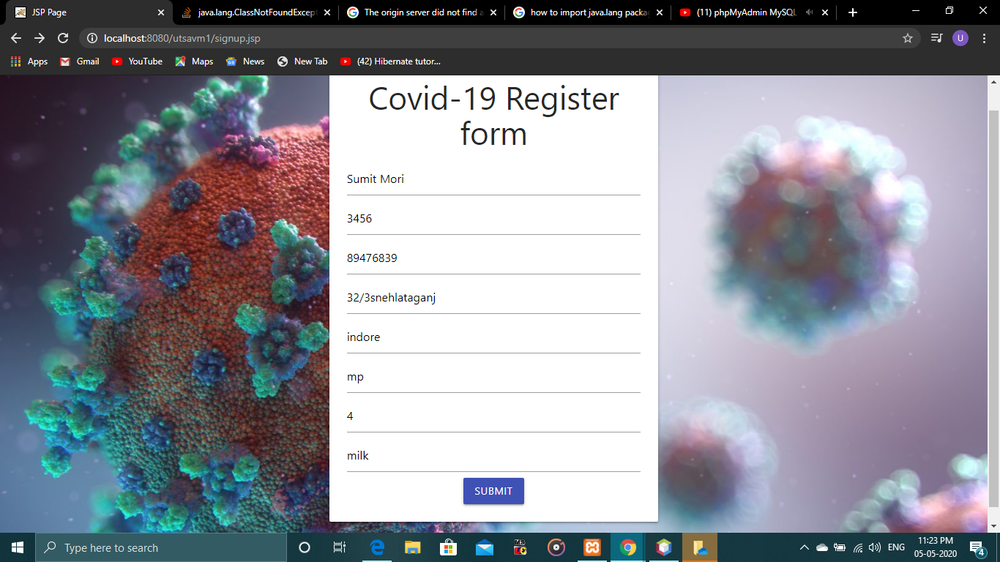 JSP Page
java.lang.ClassNotFoundExcept
The origin server did not find a
how to import java.lang packag
(11) phpMyAdmin MySQL
localhost:8080/utsavm1/signup.jsp
U
Apps
Gmail
YouTube
Maps
News
New Tab
(42) Hibernate tutor...
Covid-19 Register
form
Sumit Mori
3456
89476839
32/3snehlataganj
indore
mp
4
milk
SUBMIT
Type here to search
ENG
11:23 PM
05-05-2020
4